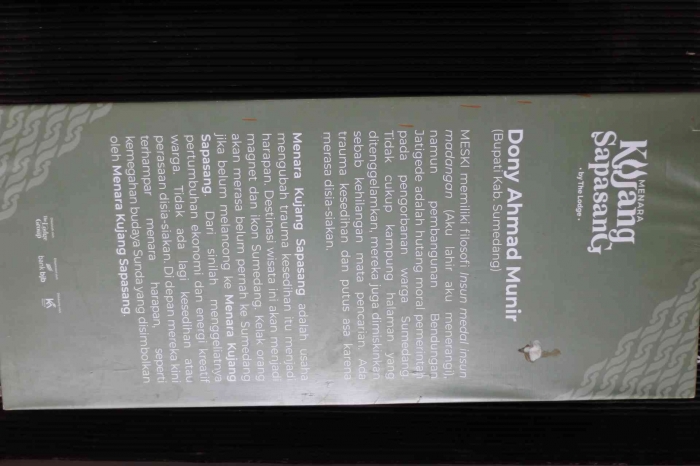 MENARA
Kujang
Sapasang
• by The Lodge •
Dony Ahmad Munir
(Bupati Kab. Sumedang)
MESKI memiliki filosofi insun medal insun
madangan (Aku lahir aku menerangi),
namun pembangunan Bendungan
Jatigede adalah hutang moral pemerintah
pada pengorbanan warga Sumedang.
Tidak cukup kampung halaman yang
ditenggelamkan, mereka juga dimiskinkan
sebab kehilangan mata pencarian. Ada
trauma kesedihan dan putus asa karena
merasa disia-siakan.
Menara Kujang Sapasang adalah usaha
mengubah trauma kesedihan itu menjadi
harapan. Destinasi wisata ini akan menjadi
magnet dan ikon Sumedang. Kelak orang
akan merasa belum pernah ke Sumedang
jika belum melancong ke Menara Kujang
Sapasang. Dari sinilah menggeliatnya
pertumbuhan ekonomi dan energi kreatif
warga. Tidak ada lagi kesedihan atau
perasaan disia-siakan. Di depan mereka kini
terhampar menara harapan, seperti
kemegahan budaya Sunda yang disimbolkan
oleh Menara Kujang Sapasang.
The Lodge
Group
bank bjb